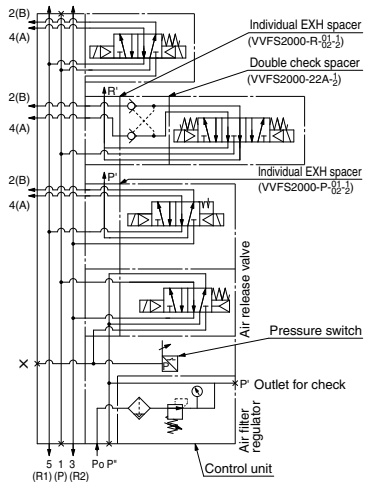 2(B)
4(A)
Individual EXH spacer
(VVFS2000-R-01/02-1/2)
Double check spacer
(VVFS2000-22A-1/2)
R'
2(B)
4(A)
Individual EXH spacer
(VVFS2000-P-01/02-1/2)
P'
2(B)
4(A)
Air release valve
Pressure switch
P' Outlet for check
Air filter
regulator
Control unit
5 1 3 Po P"
(R1) (P) (R2)